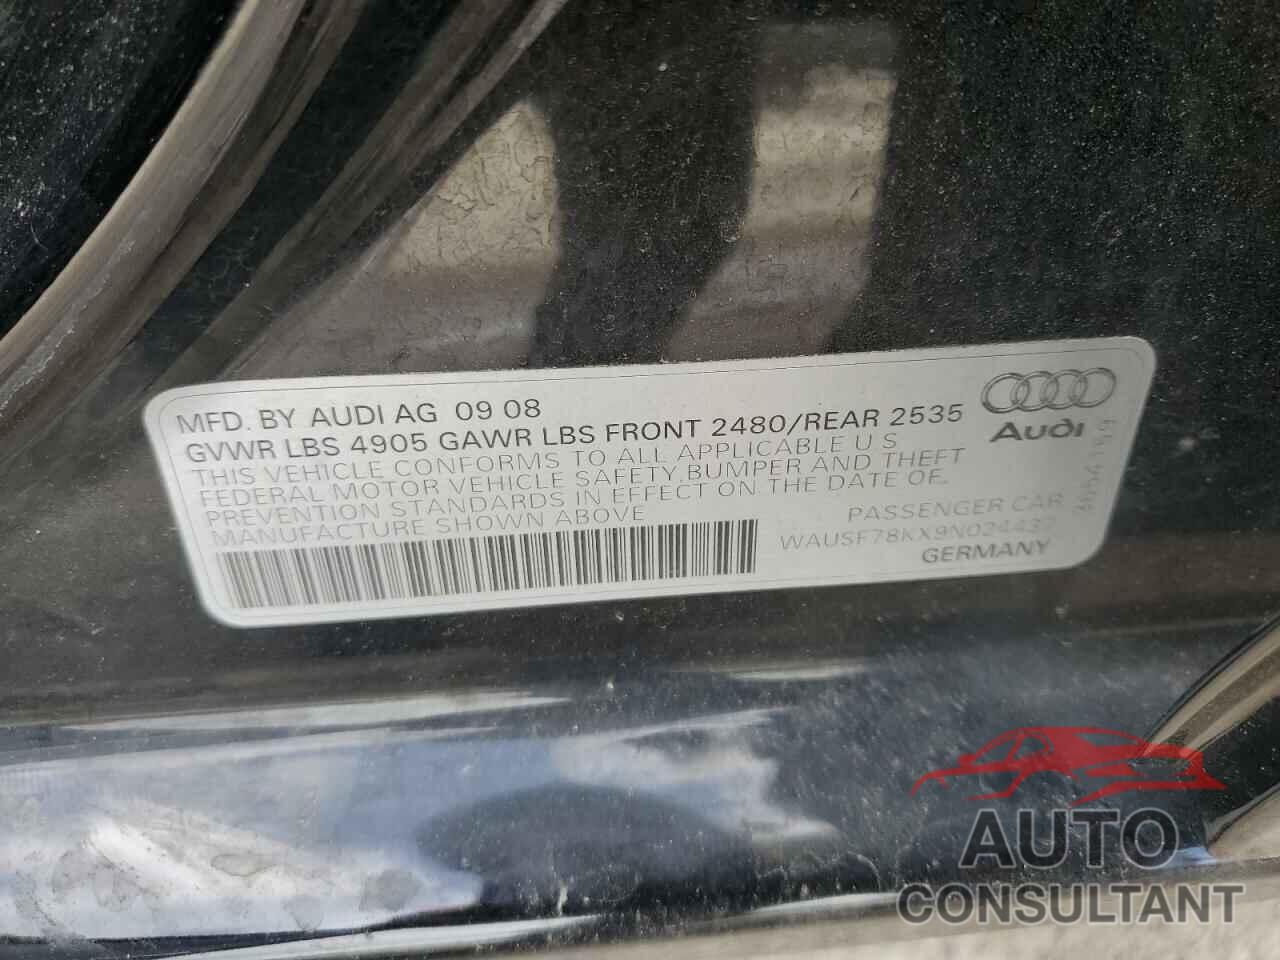 MFD. BY AUDI AG 09 08
GVWR LBS 4905 GAWR LBS FRONT 2480/REAR 2535
THIS VEHICLE CONFORMS TO ALL APPLICABLE U S
FEDERAL MOTOR VEHICLE SAFETY, BUMPER AND THEFT
PREVENTION STANDARDS IN EFFECT ON THE DATE OF
MANUFACTURE SHOWN ABOVE
Audi
PASSENGER CAR
GERMANY
AUTO
CONSULTANT